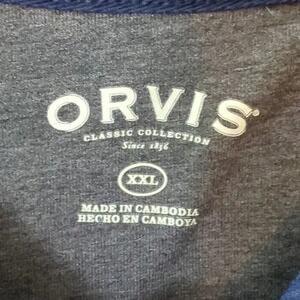 ORVIS®
CLASSIC COLLECTION
Since 1856
XXL
MADE IN CAMBODIA
HECHO EN CAMBOYA